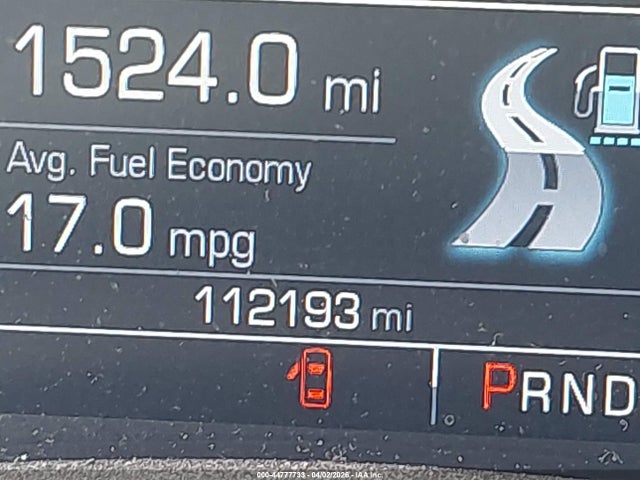 1524.0 mi
Avg. Fuel Economy
17.0 mpg
112193 mi
PRND
000-44777733 - 04/02/2026 - IAA Inc.